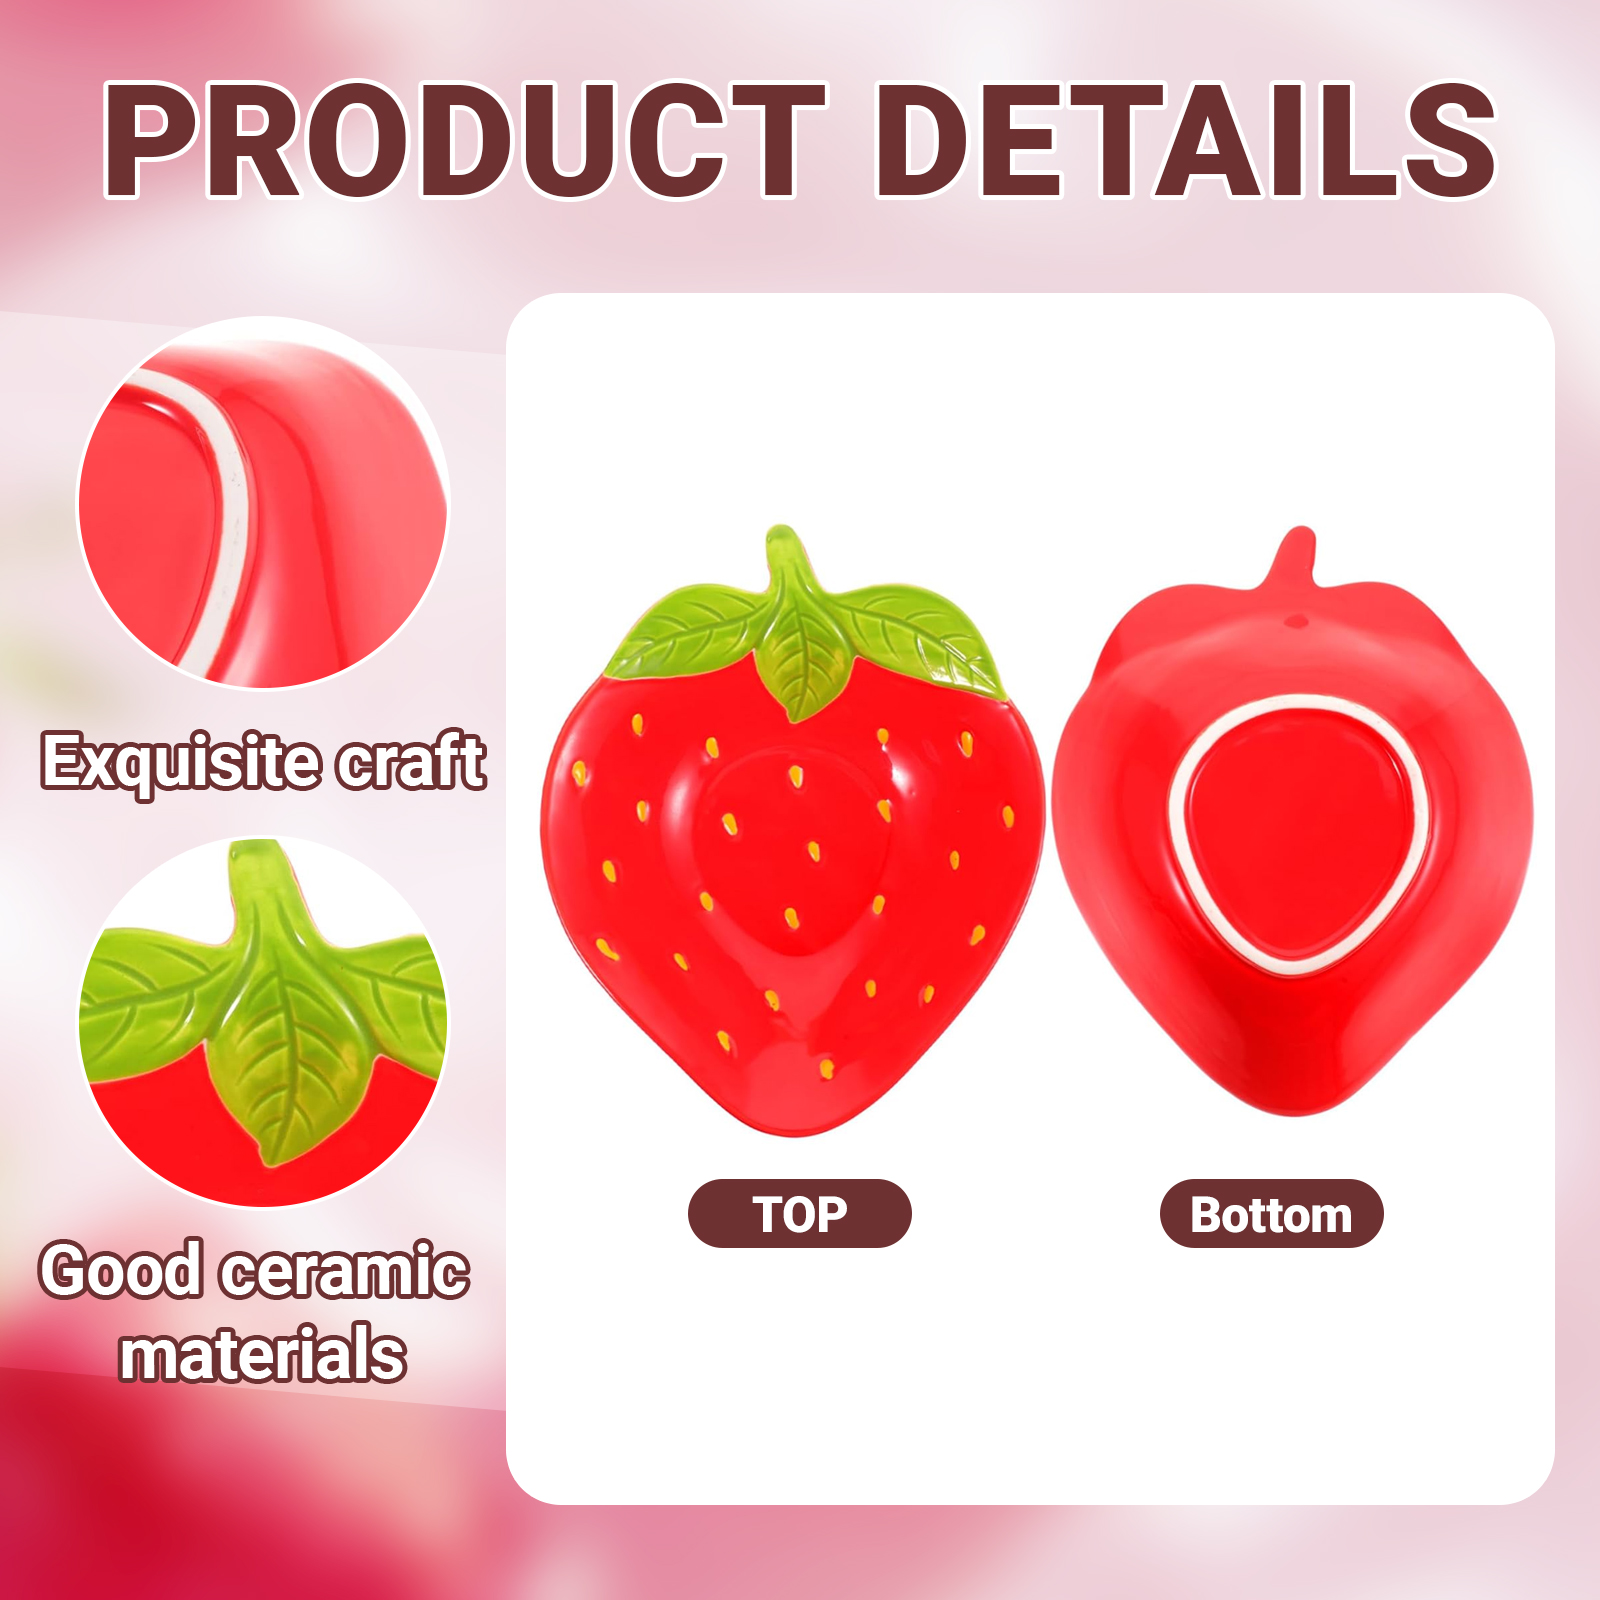 PRODUCT DETAILS
Exquisite craft
Good ceramic
materials
TOP
Bottom